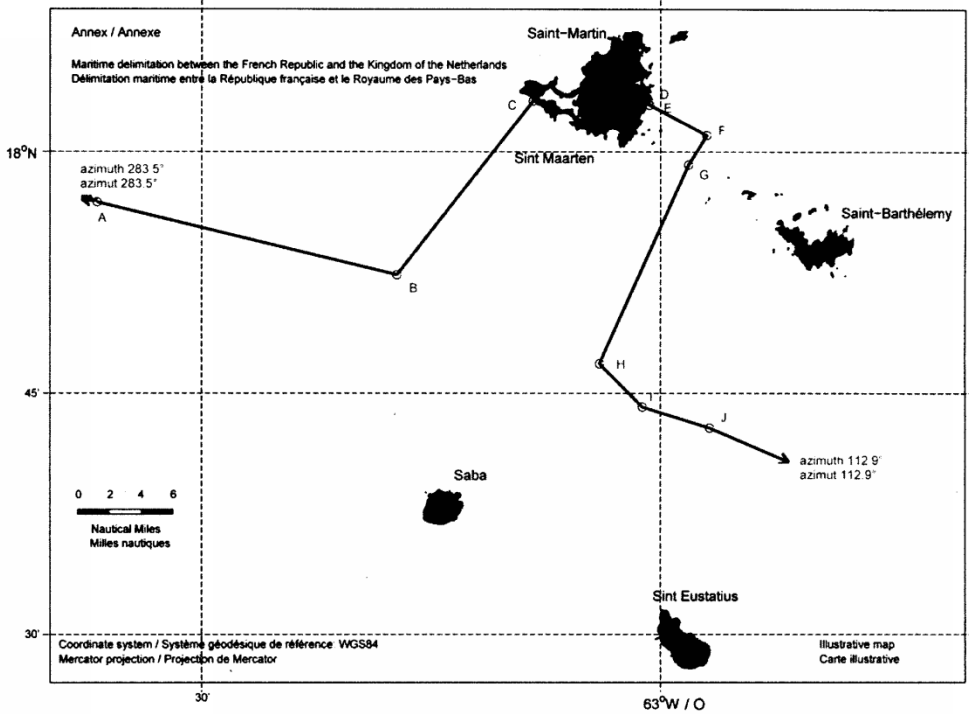 Annex / Annexe
Maritime delimitation between the French Republic and the Kingdom of the Netherlands
Délimitation maritime entre la République française et le Royaume des Pays-Bas
Saint-Martin
C
D
E
F
18°N
Sint Maarten
G
azimuth 283.5°
azimut 283.5°
A
Saint-Barthélemy
B
H
45'
I
J
azimuth 112.9°
azimut 112.9°
Saba
0 2 4 6
Nautical Miles
Milles nautiques
Sint Eustatius
30'
Coordinate system / Système géodésique de référence: WGS84
Mercator projection / Projection de Mercator
Illustrative map
Carte illustrative
30'
63°W / O